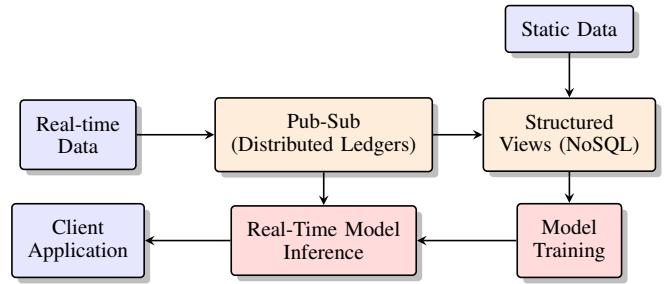 Static Data
Real-time
Data
Pub-Sub
(Distributed Ledgers)
Structured
Views (NoSQL)
Client
Application
Real-Time Model
Inference
Model
Training